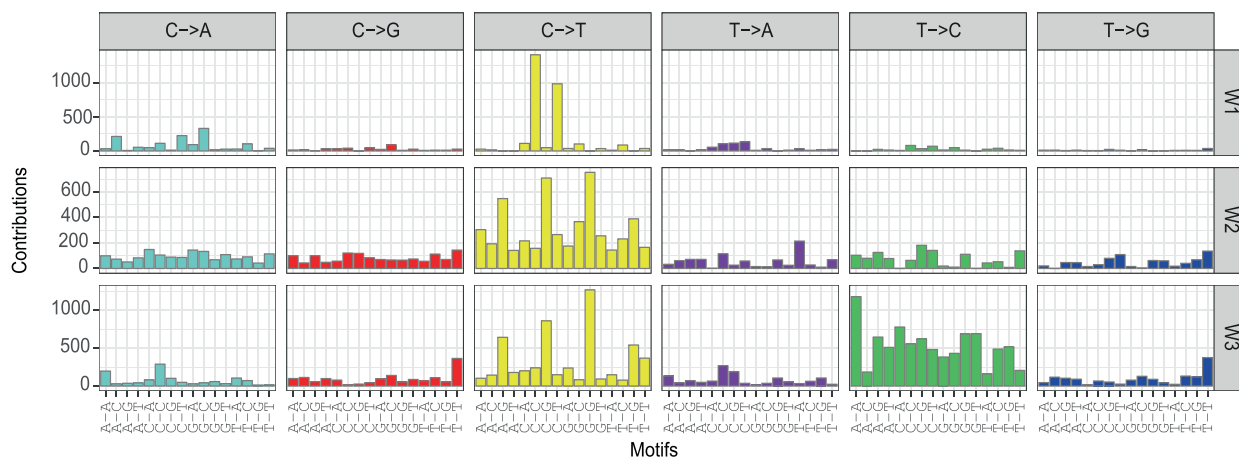 C−>A C−>G C−>T T−>A T−>C T−>G
1000
500
0
W1
600
400
200
0
W2
1000
500
0
W3
Contributions
A−A A−C A−G A−T C−A C−C C−G C−T G−A G−C G−G G−T T−A T−C T−G T−T A−A A−C A−G A−T C−A C−C C−G C−T G−A G−C G−G G−T T−A T−C T−G T−T A−A A−C A−G A−T C−A C−C C−G C−T G−A G−C G−G G−T T−A T−C T−G T−T A−A A−C A−G A−T C−A C−C C−G C−T G−A G−C G−G G−T T−A T−C T−G T−T A−A A−C A−G A−T C−A C−C C−G C−T G−A G−C G−G G−T T−A T−C T−G T−T A−A A−C A−G A−T C−A C−C C−G C−T G−A G−C G−G G−T T−A T−C T−G T−T
Motifs